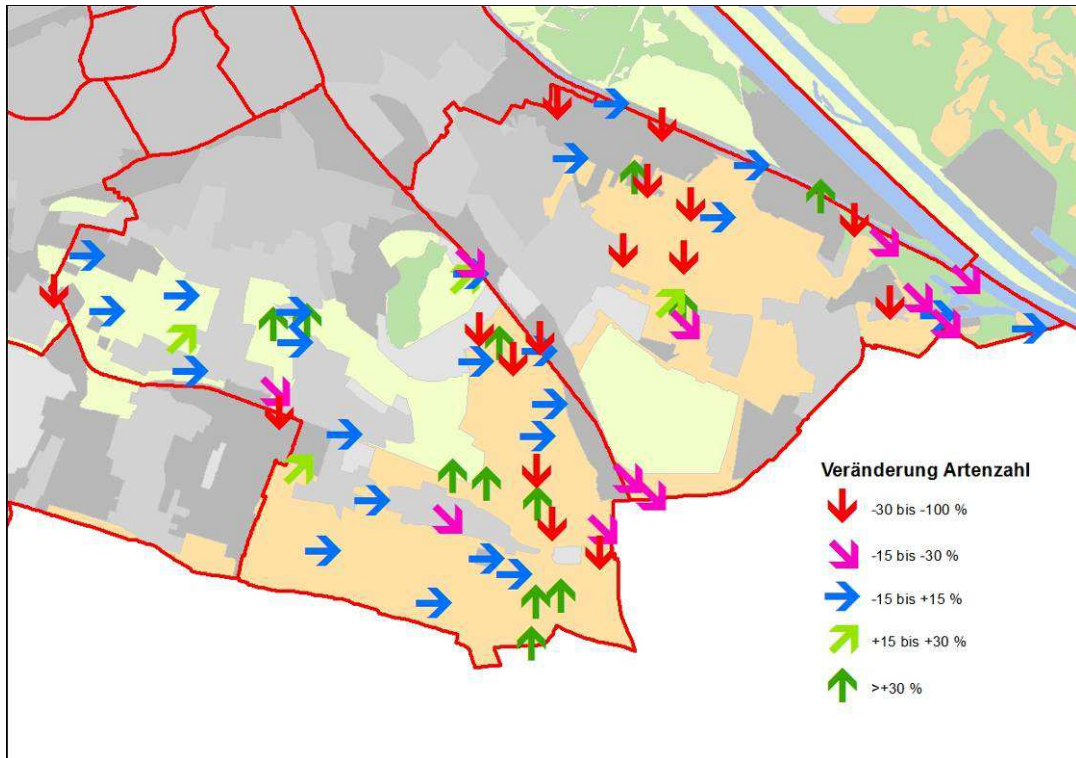 Veränderung Artenzahl
-30 bis -100 %
-15 bis -30 %
-15 bis +15 %
+15 bis +30 %
>+30 %